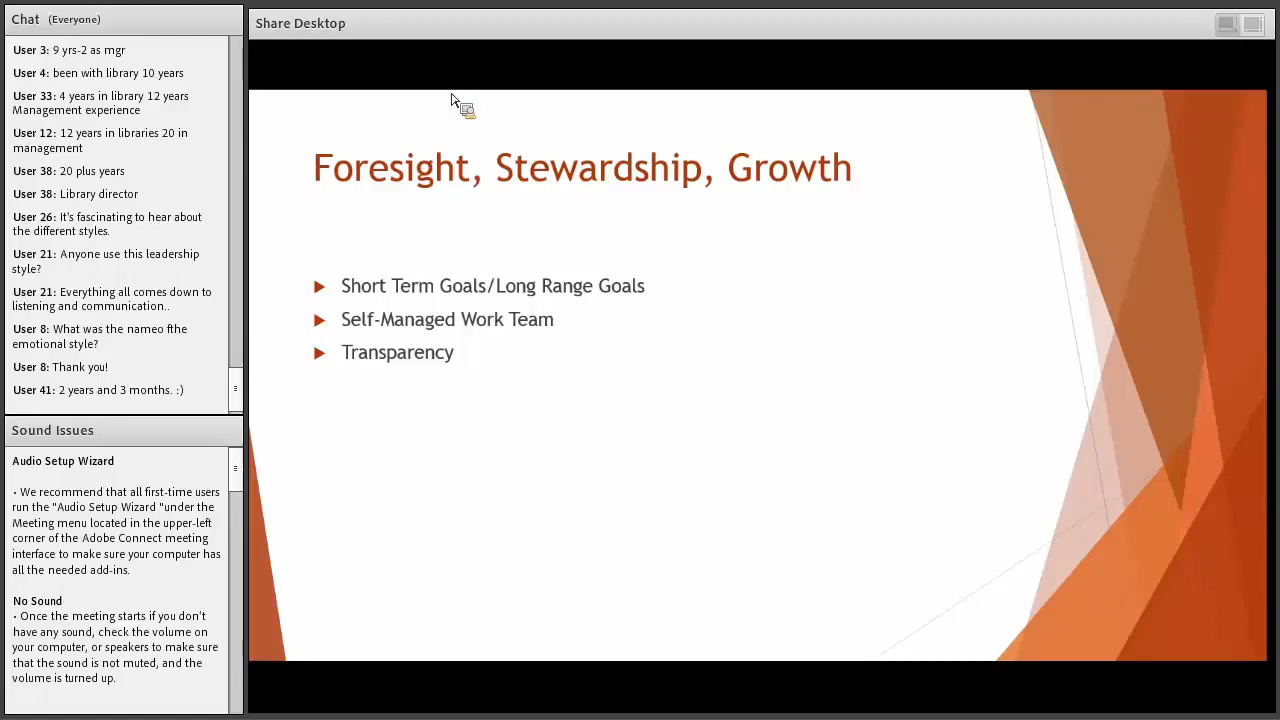 Chat (Everyone)
User 3: 9 yrs-2 as mgr
User 4: been with library 10 years
User 33: 4 years in library 12 years
Management experience
User 12: 12 years in libraries 20 in
management
User 38: 20 plus years
User 38: Library director
User 26: It's fascinating to hear about
the different styles.
User 21: Anyone use this leadership
style?
User 21: Everything all comes down to
listening and communication..
User 8: What was the nameo fthe
emotional style?
User 8: Thank you!
User 41: 2 years and 3 months. :)
Sound Issues
Audio Setup Wizard
• We recommend that all first-time users
run the "Audio Setup Wizard "under the
Meeting menu located in the upper-left
corner of the Adobe Connect meeting
interface to make sure your computer has
all the needed add-ins.
No Sound
• Once the meeting starts if you don't
have any sound, check the volume on
your computer, or speakers to make sure
that the sound is not muted, and the
volume is turned up.
Share Desktop
Foresight, Stewardship, Growth
Short Term Goals/Long Range Goals
Self-Managed Work Team
Transparency